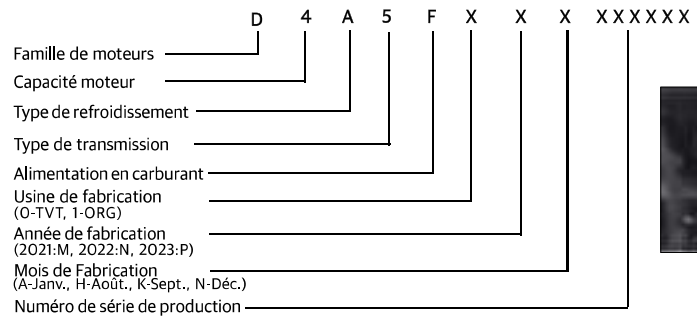 D 4 A 5 F X X X XXXXXX
Famille de moteurs
Capacité moteur
Type de refroidissement
Type de transmission
Alimentation en carburant
Usine de fabrication
(0-TVT, 1-ORG)
Année de fabrication
(2021:M, 2022:N, 2023:P)
Mois de Fabrication
(A-Janv., H-Août., K-Sept., N-Déc.)
Numéro de série de production